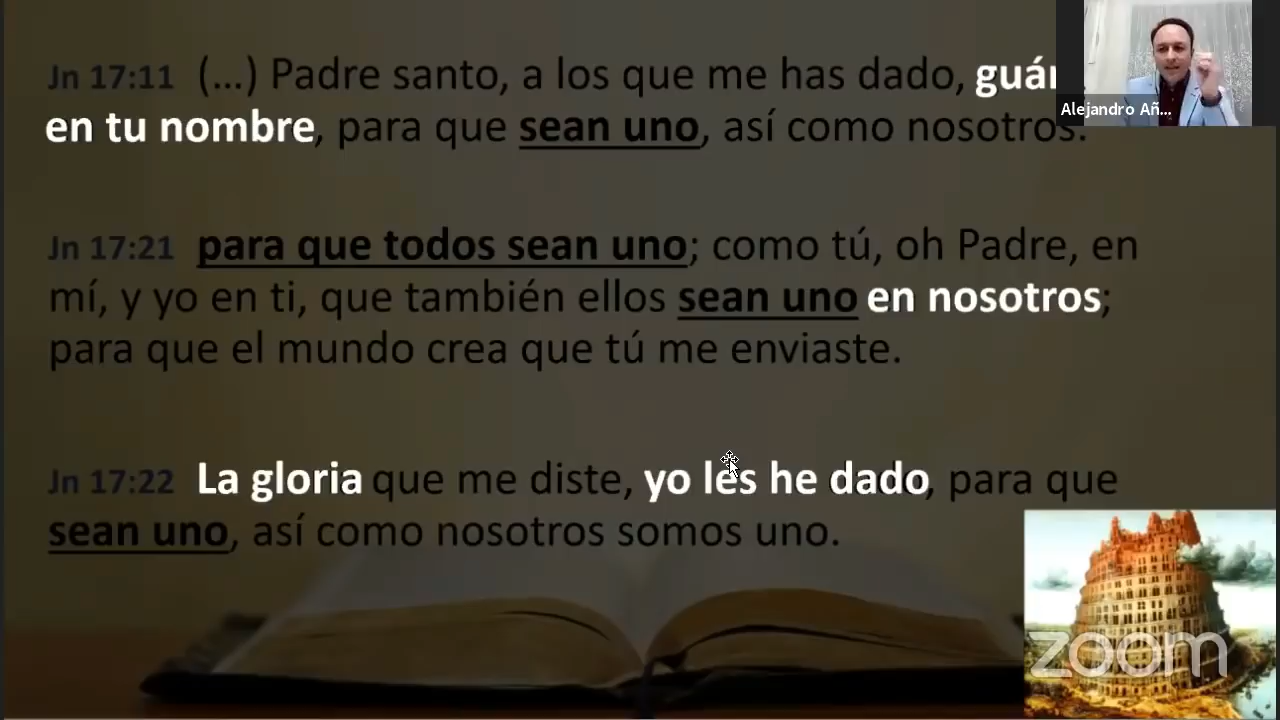 Jn 17:11 (...) Padre santo, a los que me has dado,
en tu nombre, para que sean uno, así como nosotros.
Alejandro Añ...
Jn 17:21 para que todos sean uno; como tú, oh Padre, en
mí, y yo en ti, que también ellos sean uno en nosotros;
para que el mundo crea que tú me enviaste.
Jn 17:22 La gloria que me diste, yo les he dado, para que
sean uno, así como nosotros somos uno.
zoom